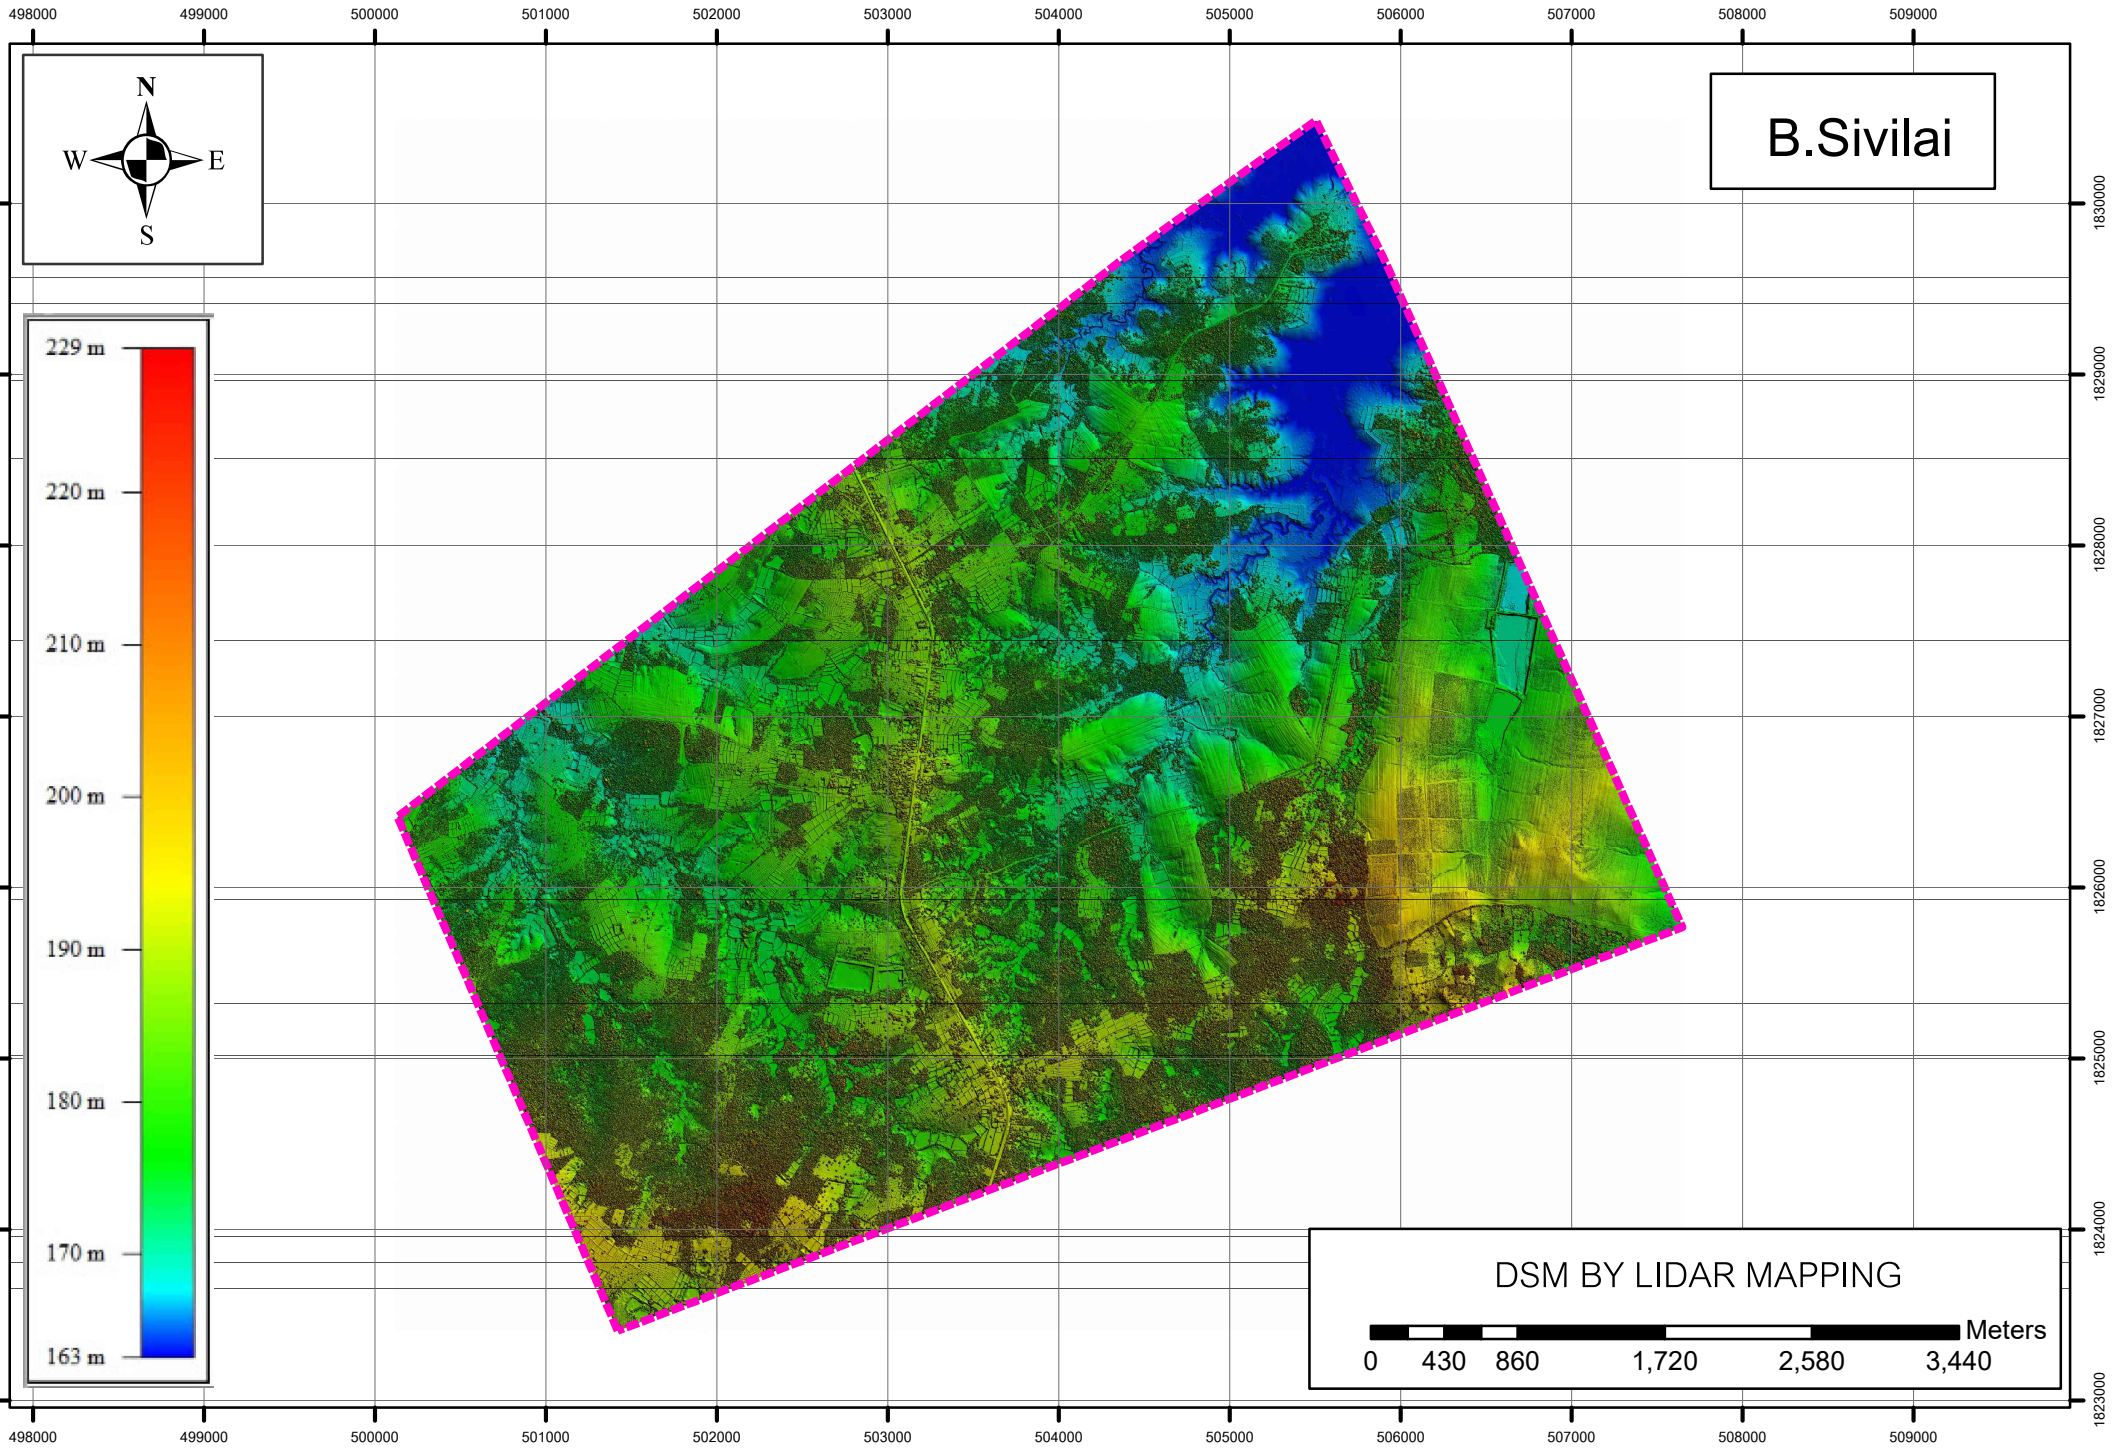 498000 499000 500000 501000 502000 503000 504000 505000 506000 507000 508000 509000
N
W E
S
B.Sivilai
229 m
220 m
210 m
200 m
190 m
180 m
170 m
163 m
1830000
1829000
1828000
1827000
1826000
1825000
1824000
1823000
DSM BY LIDAR MAPPING
Meters
0 430 860 1,720 2,580 3,440
498000 499000 500000 501000 502000 503000 504000 505000 506000 507000 508000 509000